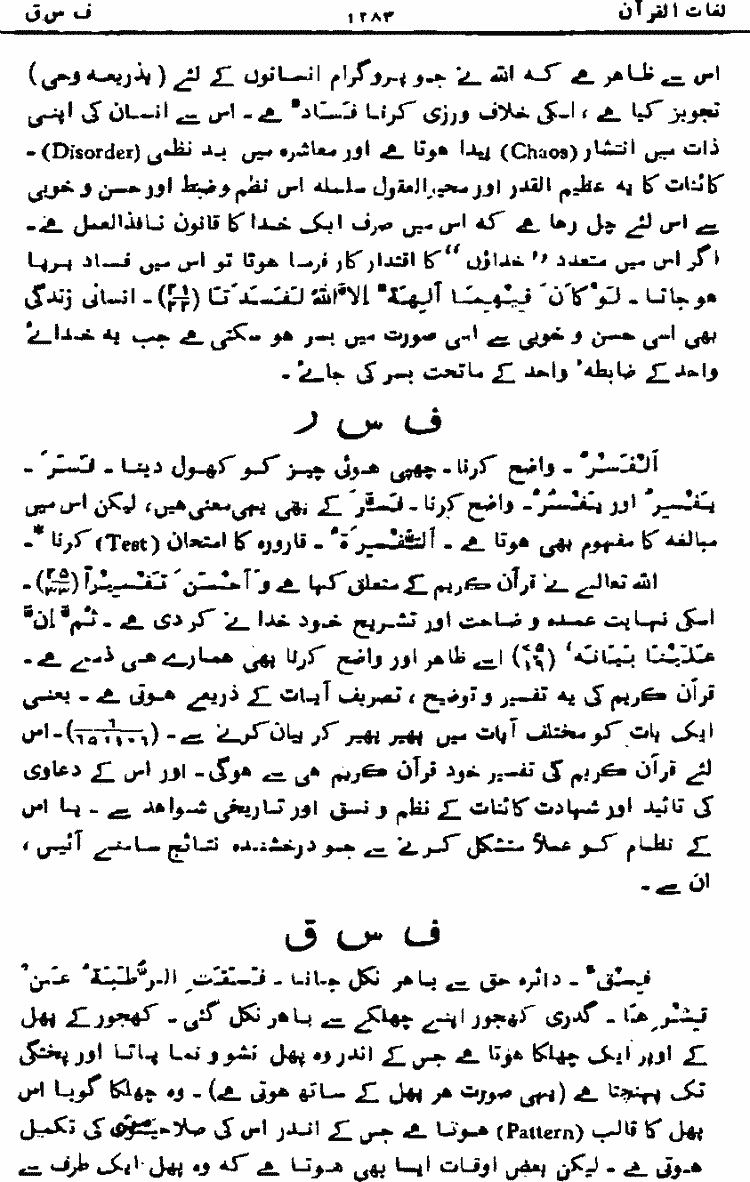 لغات القرآن ۱۲۸۳ ف س ق
اس سے ظاہر ہے کہ اللہ نے جو پروگرام انسانوں کے لئے (بذریعہ وحی)
تجویز کیا ہے ، اسکی خلاف ورزی کرنا فَسَادٌ ہے ۔ اس سے انسان کی اپنی
ذات میں انتشار (Chaos) پیدا ہوتا ہے اور معاشرہ میں بد نظمی (Disorder) ۔
کائنات کا یہ عظیم القدر اور محیرالعقول سلسلہ اس نظم و ضبط اور حسن و خوبی
سے اس لئے چل رہا ہے کہ اس میں صرف ایک خدا کا قانون نافذالعمل ہے ۔
اگر اس میں متعدد ’’خداؤں‘‘ کا اقتدار کار فرما ہوتا تو اس میں فساد برپا
ہو جاتا ۔ لَوْ کَانَ فِیْهِمَا آلِهَةٌ اِلَّا اللهُ لَفَسَدَتَا (۲۱/۲۲) ۔ انسانی زندگی
بھی اسی حسن و خوبی سے اسی صورت میں بسر ہو سکتی ہے جب یہ خدائے
واحد کے ضابطہٴ واحد کے ماتحت بسر کی جائے ۔
ف س ر
اَلْفَسْرُ ۔ واضح کرنا ۔ چھپی ہوئی چیز کو کھول دینا ۔ فَسَرَ ۔
یَفْسِرُ اور یَفْسُرُ ۔ واضح کرنا ۔ فَسَّرَ کے بھی یہی معنی ہیں، لیکن اس میں
مبالغہ کا مفہوم بھی ہوتا ہے ۔ اَلتَّفْسِرَةُ ۔ قارورہ کا امتحان (Test) کرنا * ۔
اللہ تعالےٰ نے قرآن کریم کے متعلق کہا ہے وَ اَحْسَنَ تَفْسِیْرًا (۲۵/۳۳) ۔
اسکی نہایت عمدہ و ضاحت اور تشریح خود خدا نے کر دی ہے ۔ ثُمَّ اِنَّ
عَلَیْنَا بَیَانَهُ (۷۵/۱۹) اسے ظاہر اور واضح کرنا بھی ہمارے ہی ذمے ہے ۔
قرآن کریم کی یہ تفسیر و توضیح ، تصریف آیات کے ذریعے ہوتی ہے ۔ یعنی
ایک بات کو مختلف آیات میں پھیر پھیر کر بیان کرنے سے ۔ ۔ اس
لئے قرآن کریم کی تفسیر خود قرآن کریم ہی سے ہوگی ۔ اور اس کے دعاوی
کی تائید اور شہادت کائنات کے نظم و نسق اور تاریخی شواہد سے ۔ یا اس
کے نظام کو عملاً متشکل کرنے سے جو درخشندہ نتائج سامنے آئیں ،
ان سے ۔
ف س ق
فِسْقٌ ۔ دائرہ حق سے باہر نکل جانا ۔ فَسَقَتِ الرُّطَبَةُ عَنْ
قِشْرِهَا ۔ گدری کھجور اپنے چھلکے سے باہر نکل گئی ۔ کھجور کے پھل
کے اوپر ایک چھلکا ہوتا ہے جس کے اندر وہ پھل نشو و نما پاتا اور پختگی
تک پہنچتا ہے (یہی صورت ہر پھل کے ساتھ ہوتی ہے) ۔ وہ چھلکا گویا اس
پھل کا قالب (Pattern) ہوتا ہے جس کے اندر اس کی صلاحیتوں کی تکمیل
ہوتی ہے ۔ لیکن بعض اوقات ایسا بھی ہوتا ہے کہ وہ پھل ایک طرف سے